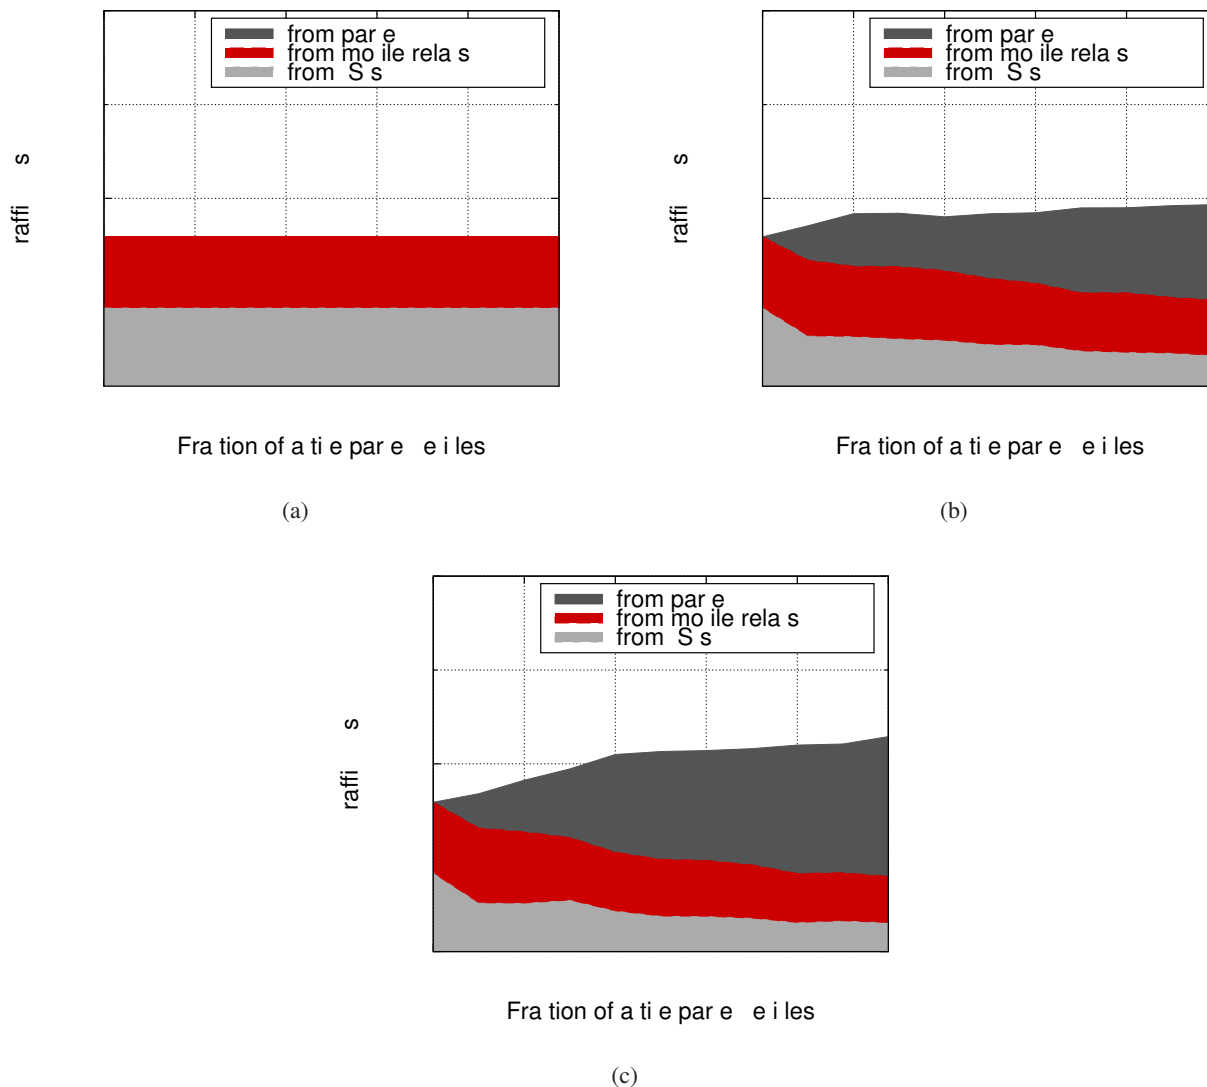 from par e
from mo ile rela s
from S s
raffi s
Fra tion of a ti e par e e i les
(a)
from par e
from mo ile rela s
from S s
raffi s
Fra tion of a ti e par e e i les
(b)
from par e
from mo ile rela s
from S s
raffi s
Fra tion of a ti e par e e i les
(c)